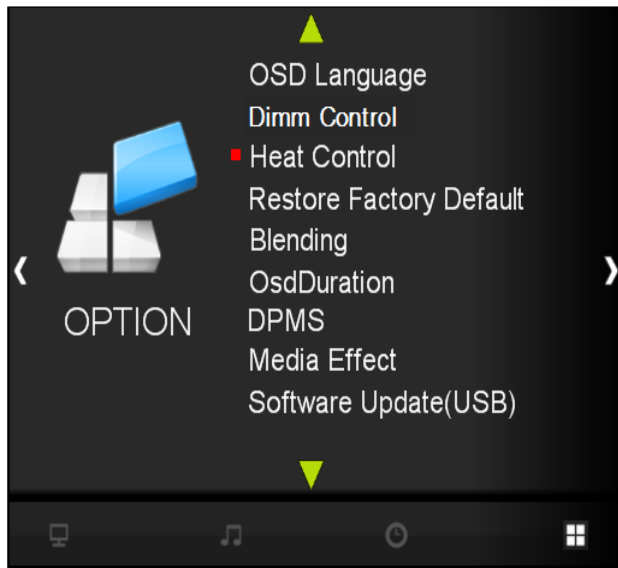 OSD Language
Dimm Control
Heat Control
Restore Factory Default
Blending
OsdDuration
OPTION
DPMS
Media Effect
Software Update(USB)